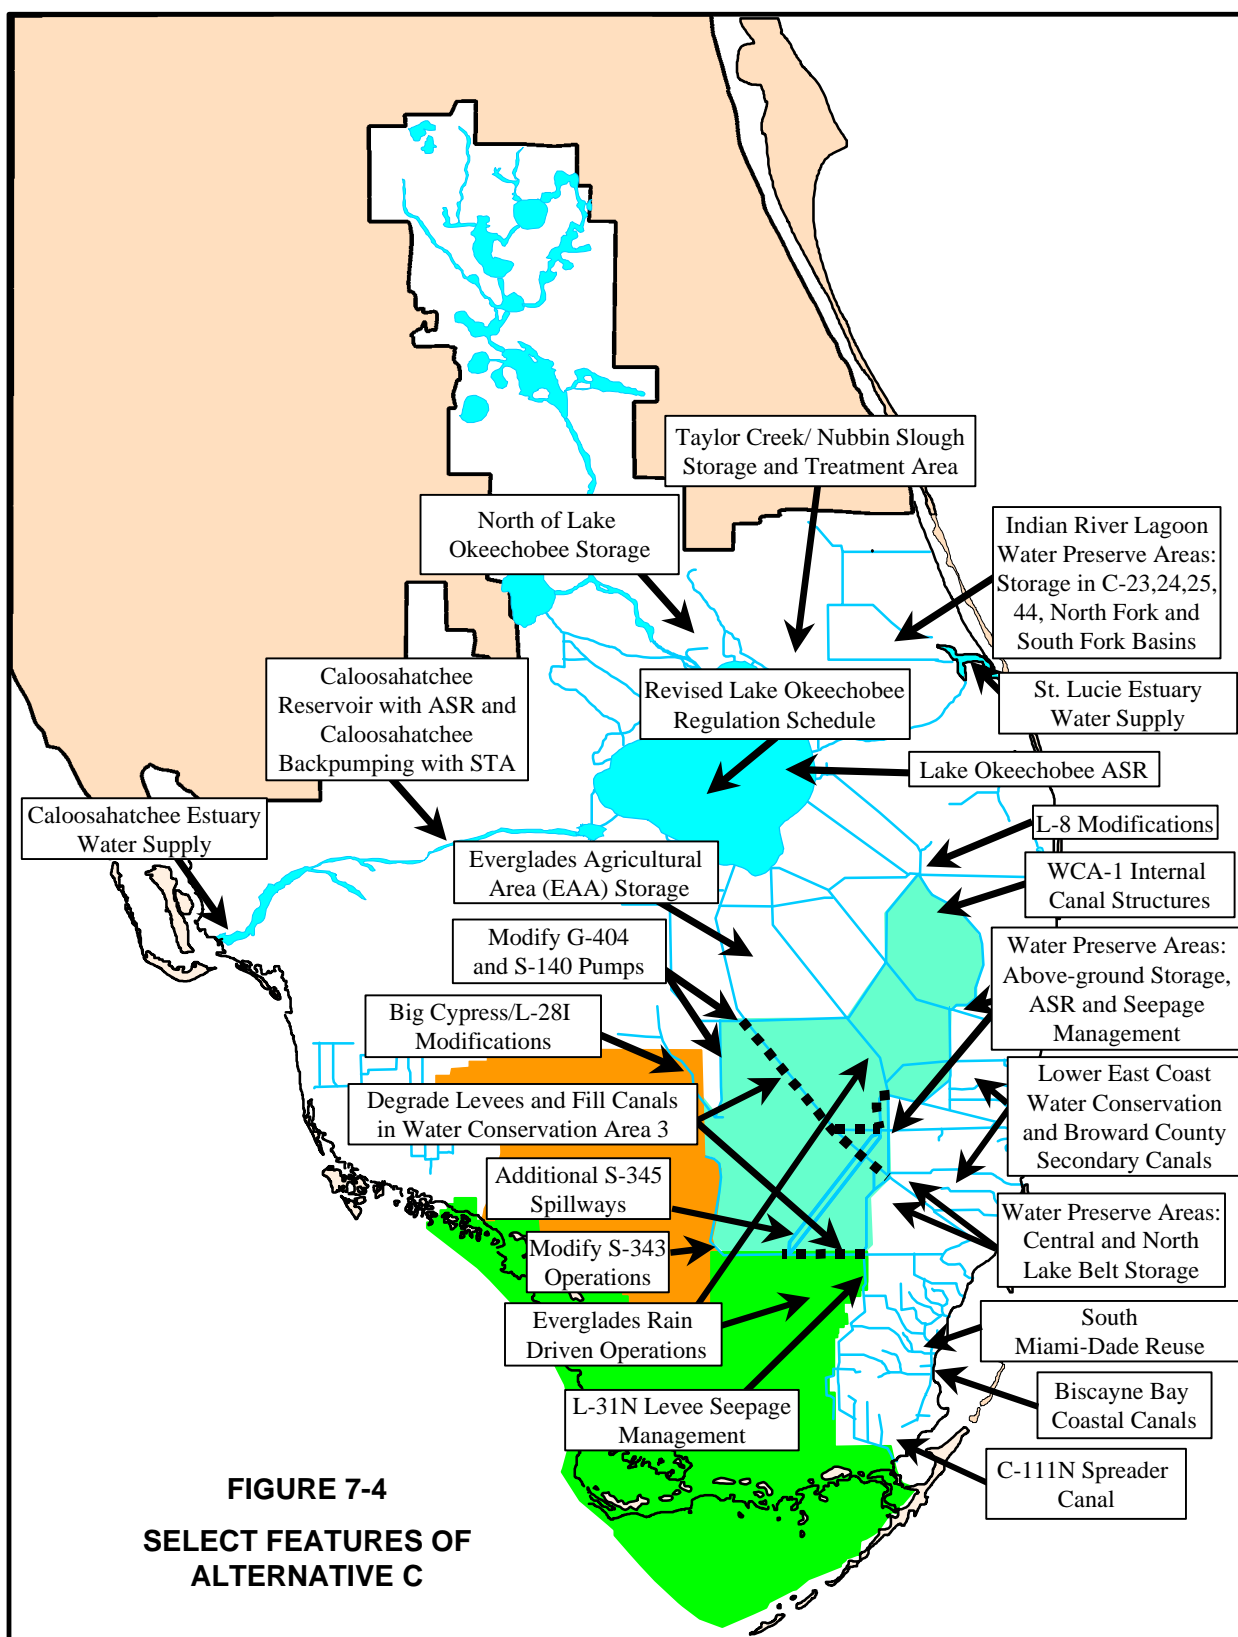 Taylor Creek/ Nubbin Slough
Storage and Treatment Area
North of Lake
Okeechobee Storage
Indian River Lagoon
Water Preserve Areas:
Storage in C-23,24,25,
44, North Fork and
South Fork Basins
Caloosahatchee
Reservoir with ASR and
Caloosahatchee
Backpumping with STA
Revised Lake Okeechobee
Regulation Schedule
St. Lucie Estuary
Water Supply
Lake Okeechobee ASR
Caloosahatchee Estuary
Water Supply
L-8 Modifications
Everglades Agricultural
Area (EAA) Storage
WCA-1 Internal
Canal Structures
Modify G-404
and S-140 Pumps
Water Preserve Areas:
Above-ground Storage,
ASR and Seepage
Management
Big Cypress/L-28I
Modifications
Degrade Levees and Fill Canals
in Water Conservation Area 3
Lower East Coast
Water Conservation
and Broward County
Secondary Canals
Additional S-345
Spillways
Water Preserve Areas:
Central and North
Lake Belt Storage
Modify S-343
Operations
Everglades Rain
Driven Operations
South
Miami-Dade Reuse
L-31N Levee Seepage
Management
Biscayne Bay
Coastal Canals
C-111N Spreader
Canal
FIGURE 7-4
SELECT FEATURES OF
ALTERNATIVE C